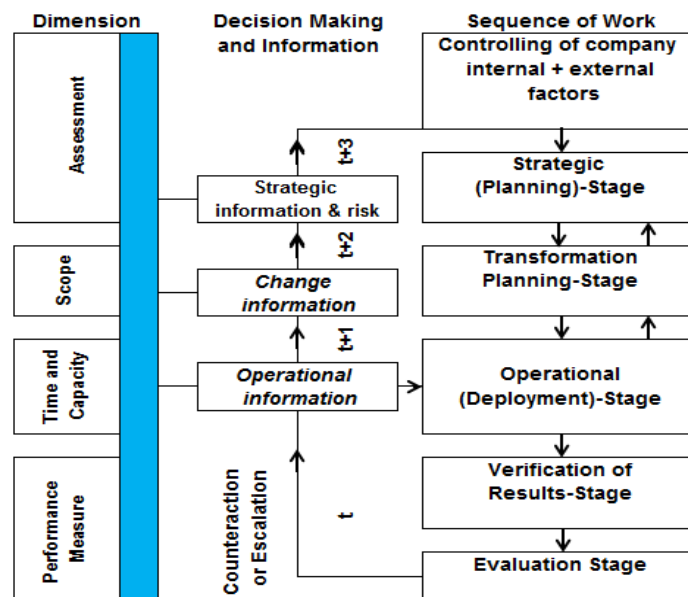 Dimension
Assessment
Scope
Time and
Capacity
Performance
Measure
Decision Making
and Information
t+3
Strategic
information & risk
t+2
Change
information
t+1
Operational
information
Counteraction
or Escalation
t
Sequence of Work
Controlling of company
internal + external
factors
Strategic
(Planning)-Stage
Transformation
Planning-Stage
Operational
(Deployment)-Stage
Verification of
Results-Stage
Evaluation Stage